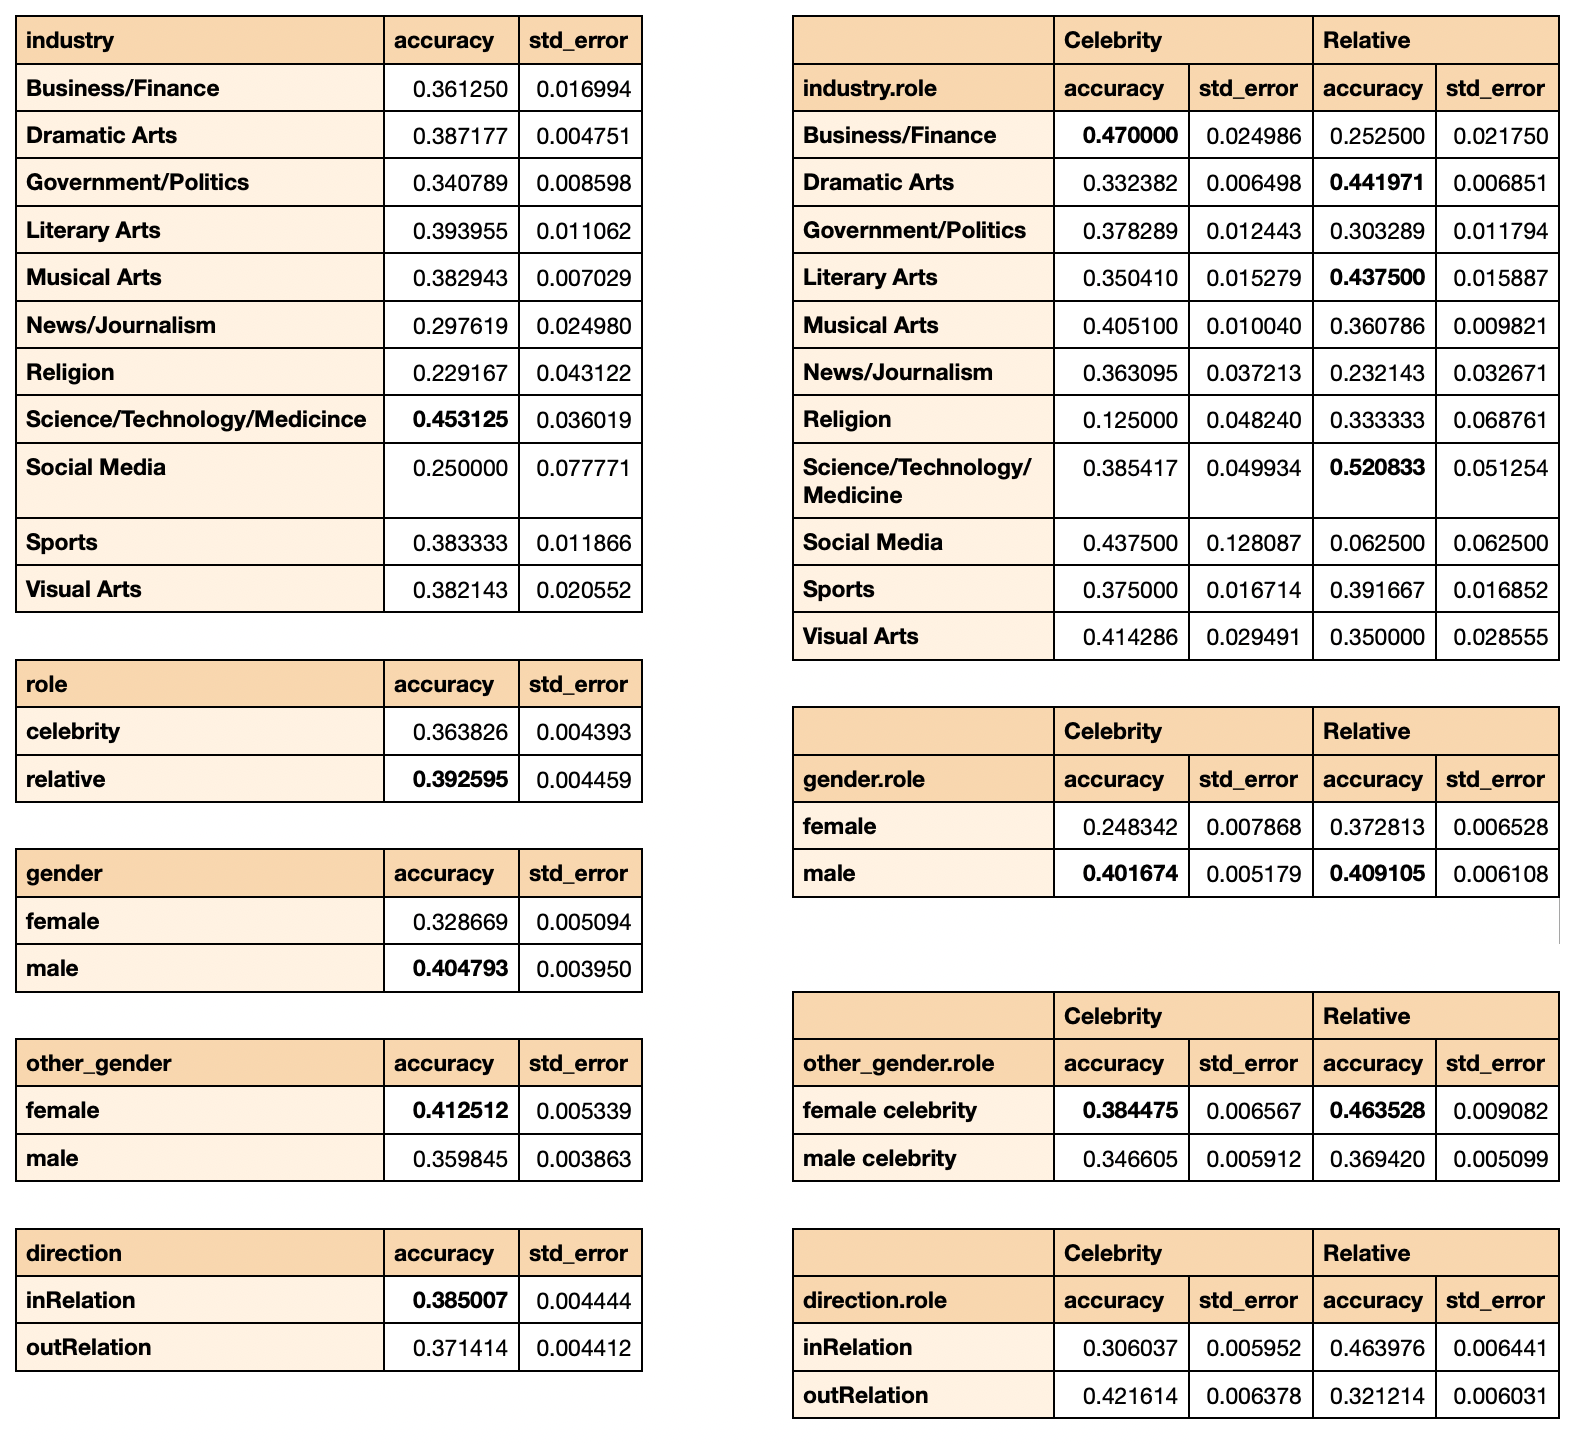 industry accuracy std_error
Business/Finance 0.361250 0.016994
Dramatic Arts 0.387177 0.004751
Government/Politics 0.340789 0.008598
Literary Arts 0.393955 0.011062
Musical Arts 0.382943 0.007029
News/Journalism 0.297619 0.024980
Religion 0.229167 0.043122
Science/Technology/Medicince 0.453125 0.036019
Social Media 0.250000 0.077771
Sports 0.383333 0.011866
Visual Arts 0.382143 0.020552
role accuracy std_error
celebrity 0.363826 0.004393
relative 0.392595 0.004459
gender accuracy std_error
female 0.328669 0.005094
male 0.404793 0.003950
other_gender accuracy std_error
female 0.412512 0.005339
male 0.359845 0.003863
direction accuracy std_error
inRelation 0.385007 0.004444
outRelation 0.371414 0.004412
Celebrity Relative
industry.role accuracy std_error accuracy std_error
Business/Finance 0.470000 0.024986 0.252500 0.021750
Dramatic Arts 0.332382 0.006498 0.441971 0.006851
Government/Politics 0.378289 0.012443 0.303289 0.011794
Literary Arts 0.350410 0.015279 0.437500 0.015887
Musical Arts 0.405100 0.010040 0.360786 0.009821
News/Journalism 0.363095 0.037213 0.232143 0.032671
Religion 0.125000 0.048240 0.333333 0.068761
Science/Technology/ 0.385417 0.049934 0.520833 0.051254
Medicine
Social Media 0.437500 0.128087 0.062500 0.062500
Sports 0.375000 0.016714 0.391667 0.016852
Visual Arts 0.414286 0.029491 0.350000 0.028555
Celebrity Relative
gender.role accuracy std_error accuracy std_error
female 0.248342 0.007868 0.372813 0.006528
male 0.401674 0.005179 0.409105 0.006108
Celebrity Relative
other_gender.role accuracy std_error accuracy std_error
female celebrity 0.384475 0.006567 0.463528 0.009082
male celebrity 0.346605 0.005912 0.369420 0.005099
Celebrity Relative
direction.role accuracy std_error accuracy std_error
inRelation 0.306037 0.005952 0.463976 0.006441
outRelation 0.421614 0.006378 0.321214 0.006031